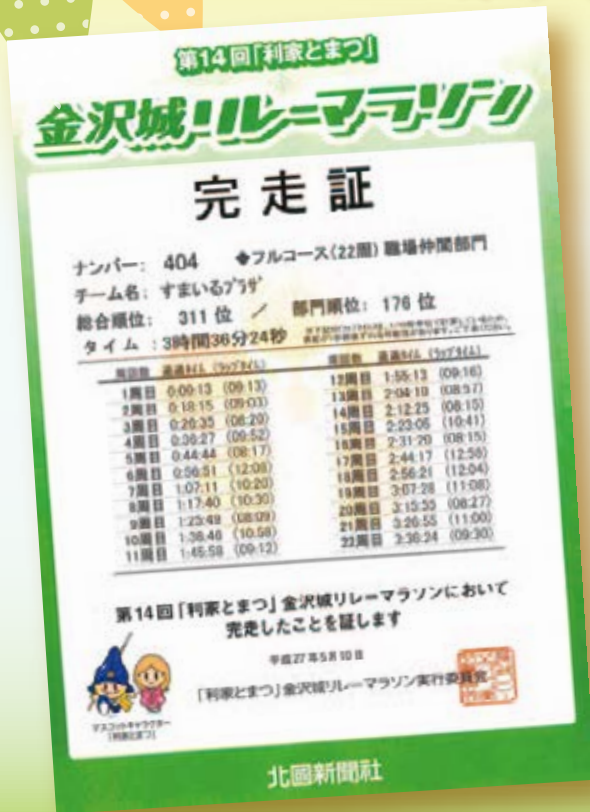 第14回「利家とまつ」
金沢城リレーマラソン
完走証
ナンバー： 404 ◆フルコース(22周) 職場仲間部門
チーム名： すまいるプラザ
総合順位： 311 位 ／ 部門順位： 176 位
タイム ：3時間36分24秒
周回数 通過タイム (ラップタイム)
1周目 0:09:13 (09:13)
2周目 0:18:15 (09:03)
3周目 0:26:35 (08:20)
4周目 0:36:27 (09:52)
5周目 0:44:44 (08:17)
6周目 0:56:51 (12:08)
7周目 1:07:11 (10:20)
8周目 1:17:40 (10:30)
9周目 1:25:49 (08:09)
10周目 1:36:46 (10:58)
11周目 1:45:58 (09:12)
周回数 通過タイム (ラップタイム)
12周目 1:55:13 (09:16)
13周目 2:04:10 (08:57)
14周目 2:12:25 (08:15)
15周目 2:23:05 (10:41)
16周目 2:31:20 (08:15)
17周目 2:44:17 (12:58)
18周目 2:56:21 (12:04)
19周目 3:07:28 (11:08)
20周目 3:15:55 (08:27)
21周目 3:26:55 (11:00)
22周目 3:36:24 (09:30)
第14回「利家とまつ」金沢城リレーマラソンにおいて
完走したことを証します
平成27年5月10日
「利家とまつ」金沢城リレーマラソン実行委員会
マスコットキャラクター
「利家とまつ」
北國新聞社